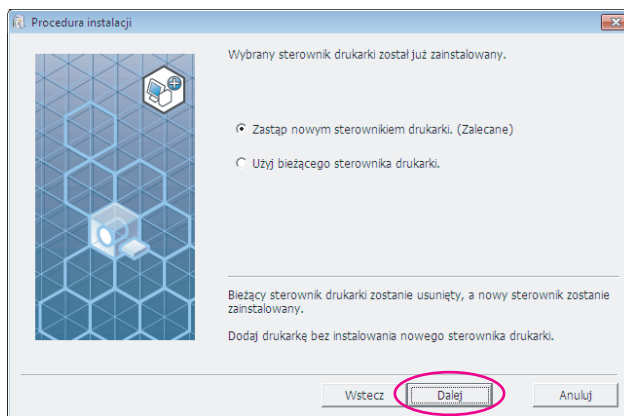 Procedura instalacji
Wybrany sterownik drukarki został już zainstalowany.
Zastąp nowym sterownikiem drukarki. (Zalecane)
Użyj bieżącego sterownika drukarki.
Bieżący sterownik drukarki zostanie usunięty, a nowy sterownik zostanie
zainstalowany.
Dodaj drukarkę bez instalowania nowego sterownika drukarki.
Wstecz
Dalej
Anuluj